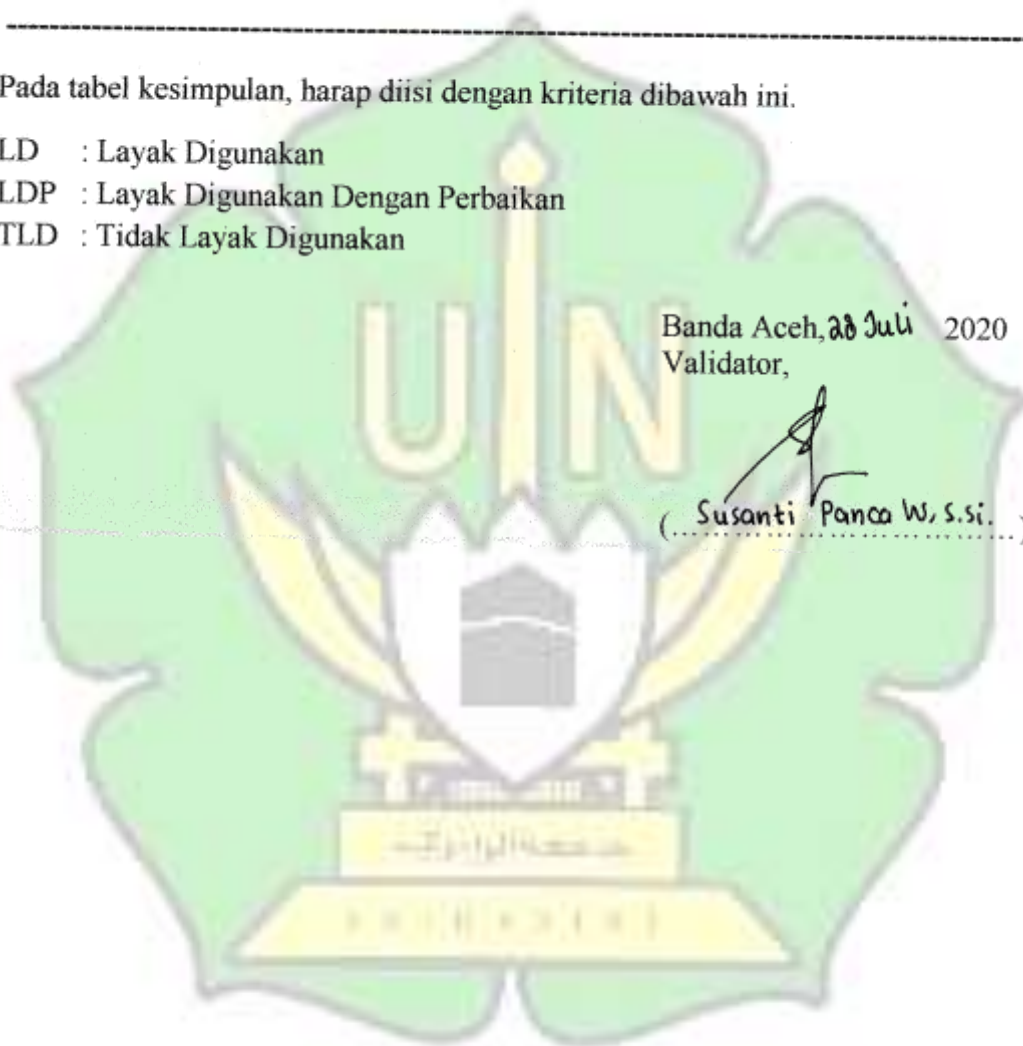 Pada tabel kesimpulan, harap diisi dengan kriteria dibawah ini.
LD : Layak Digunakan
LDP : Layak Digunakan Dengan Perbaikan
TLD : Tidak Layak Digunakan
Banda Aceh, 28 Juli 2020
Validator,
(.. Susanti Panca W, S.Si. ..)
UIN